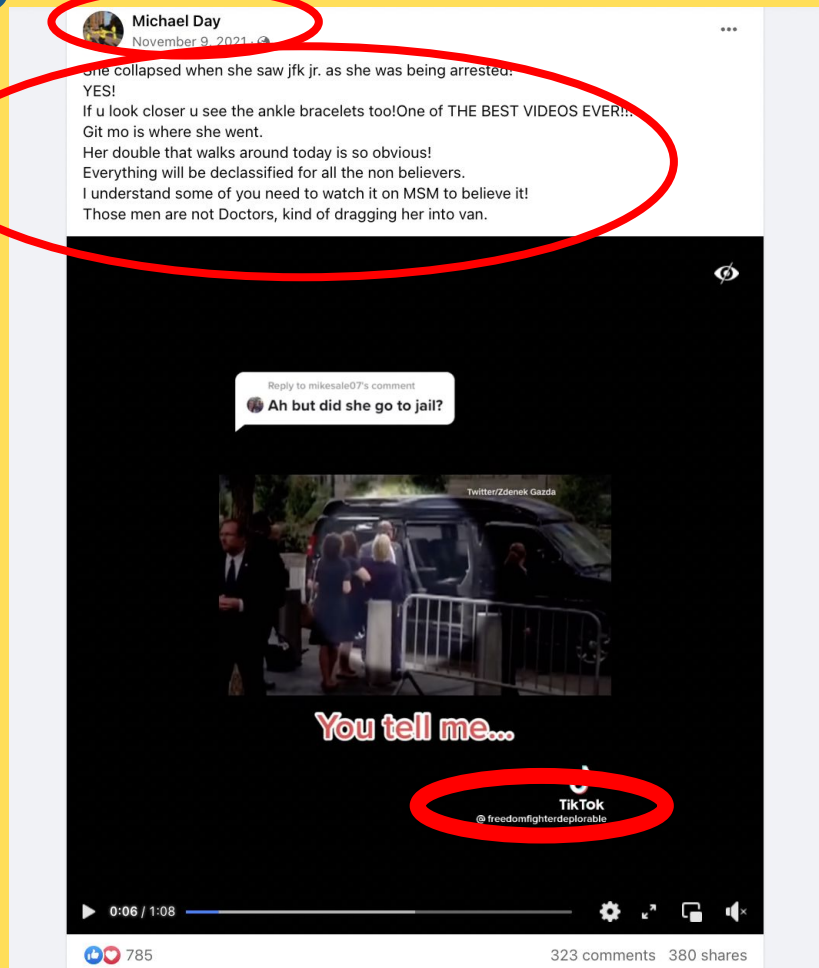 Michael Day
November 9, 2021 ·
She collapsed when she saw jfk jr. as she was being arrested!
YES!
If u look closer u see the ankle bracelets too!One of THE BEST VIDEOS EVER!!!
Git mo is where she went.
Her double that walks around today is so obvious!
Everything will be declassified for all the non believers.
I understand some of you need to watch it on MSM to believe it!
Those men are not Doctors, kind of dragging her into van.
Reply to mikesale07's comment
Ah but did she go to jail?
Twitter/Zdenek Gazda
You tell me...
TikTok
@ freedomfighterdeplorable
0:06 / 1:08
785
323 comments 380 shares